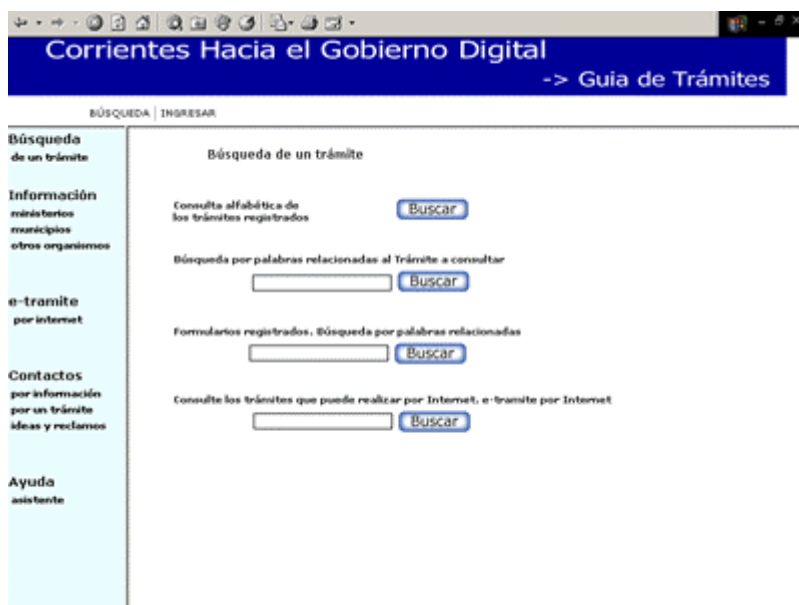 Corrientes Hacia el Gobierno Digital
-> Guia de Trámites
BÚSQUEDA | INGRESAR
Búsqueda
de un trámite
Información
ministerios
municipios
otros organismos
e-tramite
por internet
Contactos
por información
por un trámite
ideas y reclamos
Ayuda
asistente
Búsqueda de un trámite
Consulta alfabética de
los trámites registrados
Buscar
Búsqueda por palabras relacionadas al Trámite a consultar
Buscar
Formularios registrados. Búsqueda por palabras relacionadas
Buscar
Consulte los trámites que puede realizar por Internet. e-tramite por Internet
Buscar